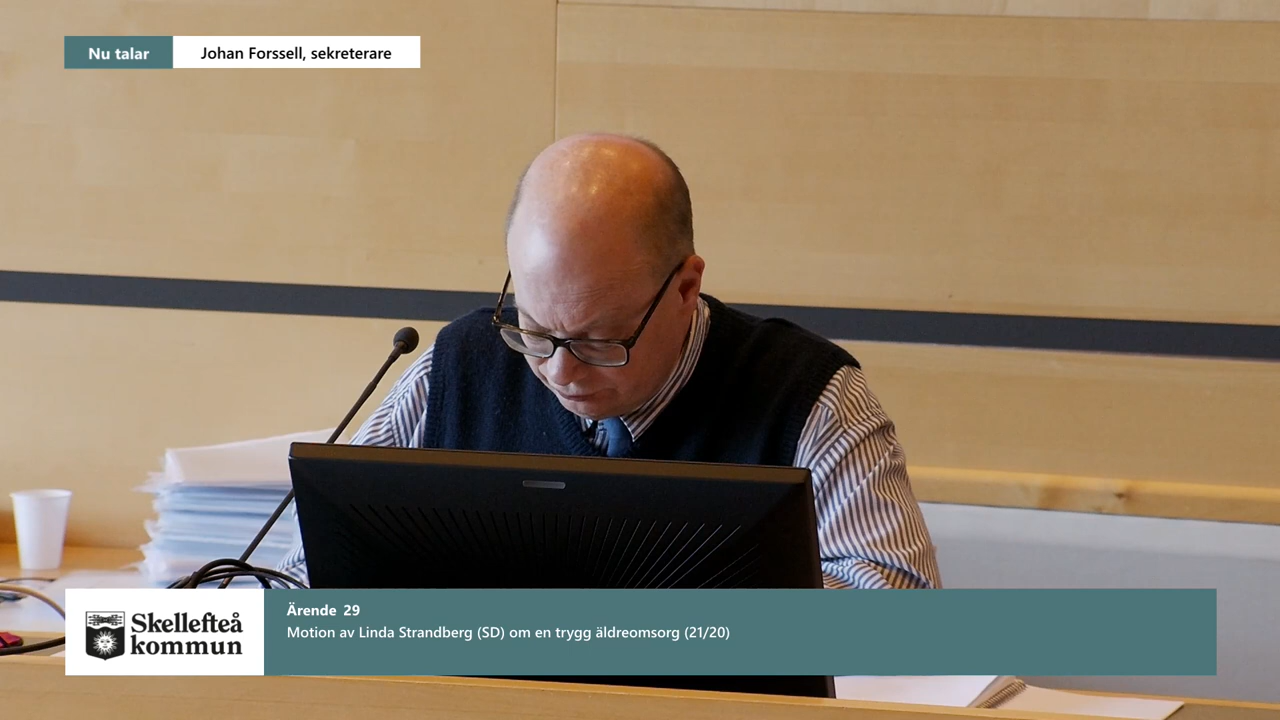 Nu talar
Johan Forssell, sekreterare
Ärende 29
Motion av Linda Strandberg (SD) om en trygg äldreomsorg (21/20)
Skellefteå
kommun